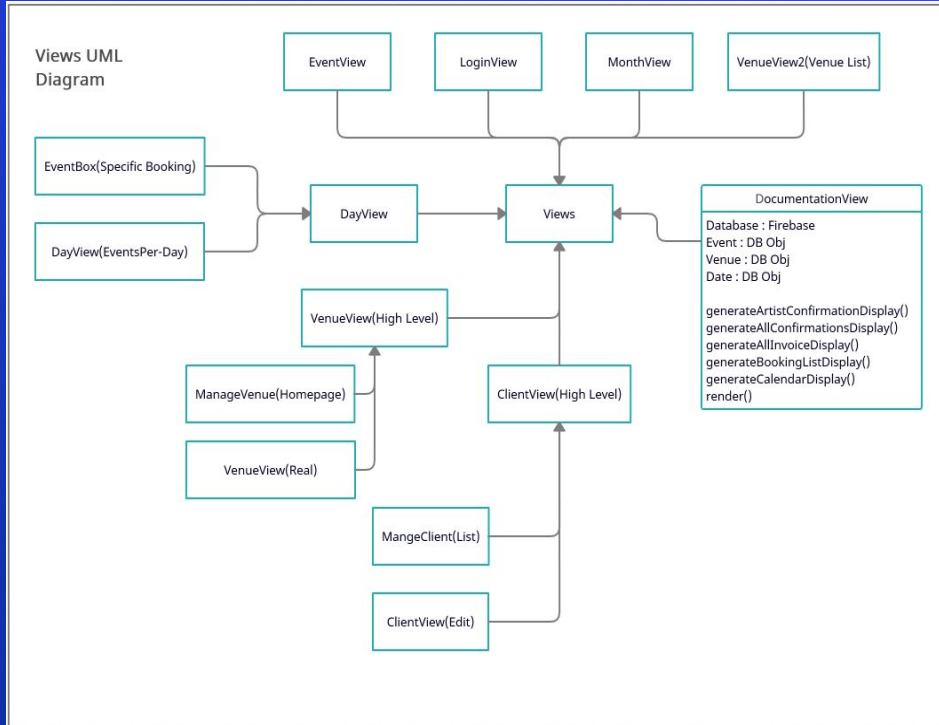 Views UML
Diagram
EventView
LoginView
MonthView
VenueView2(Venue List)
EventBox(Specific Booking)
DayView(EventsPer-Day)
DayView
Views
DocumentationView
Database : Firebase
Event : DB Obj
Venue : DB Obj
Date : DB Obj
generateArtistConfirmationDisplay()
generateAllConfirmationsDisplay()
generateAllInvoiceDisplay()
generateBookingListDisplay()
generateCalendarDisplay()
render()
VenueView(High Level)
ManageVenue(Homepage)
VenueView(Real)
ClientView(High Level)
MangeClient(List)
ClientView(Edit)